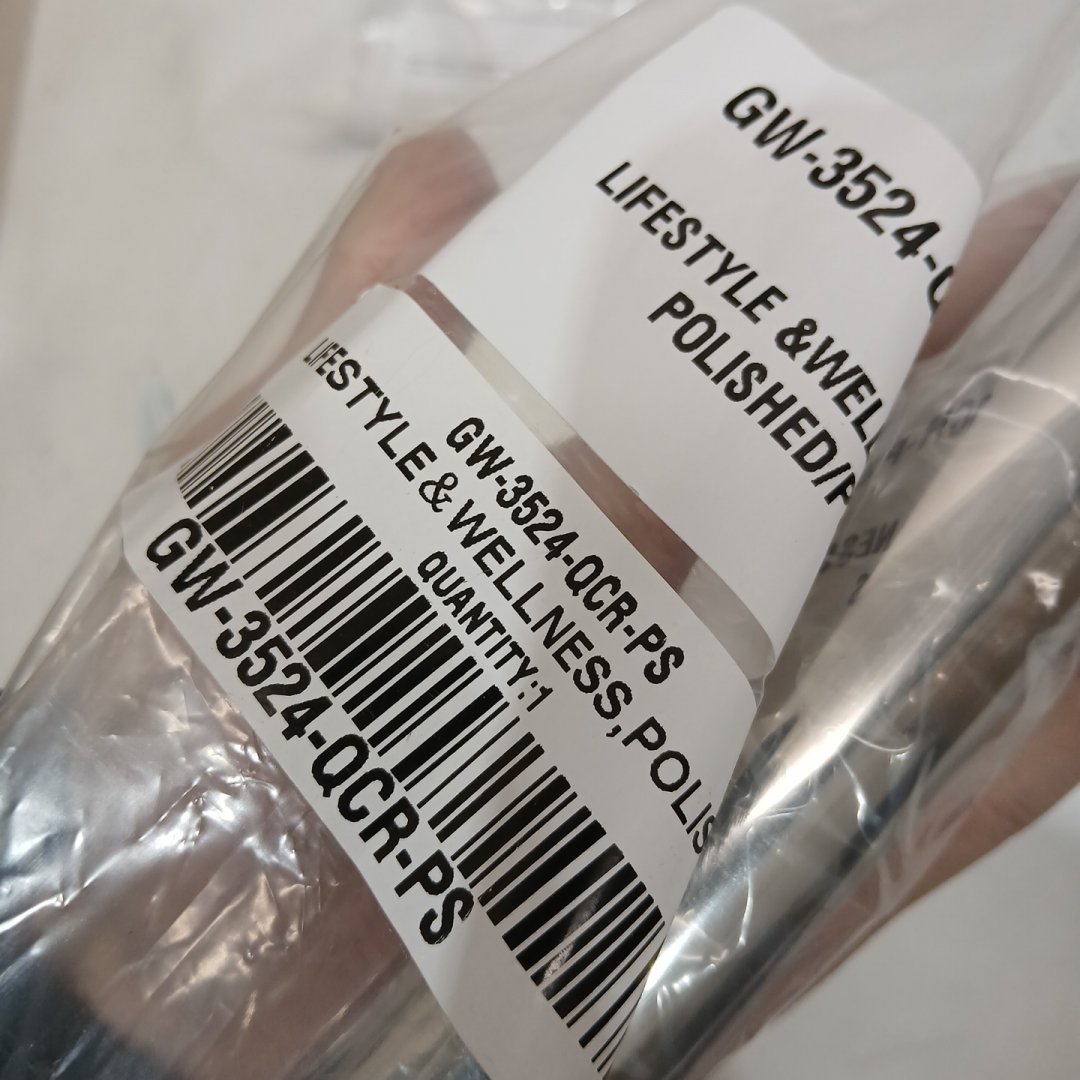 GW-3524-
LIFESTYLE &WELL
POLISHED/
GW-3524-QCR-PS
LIFESTYLE & WELLNESS,POLIS
QUANTITY:1
GW-3524-QCR-PS